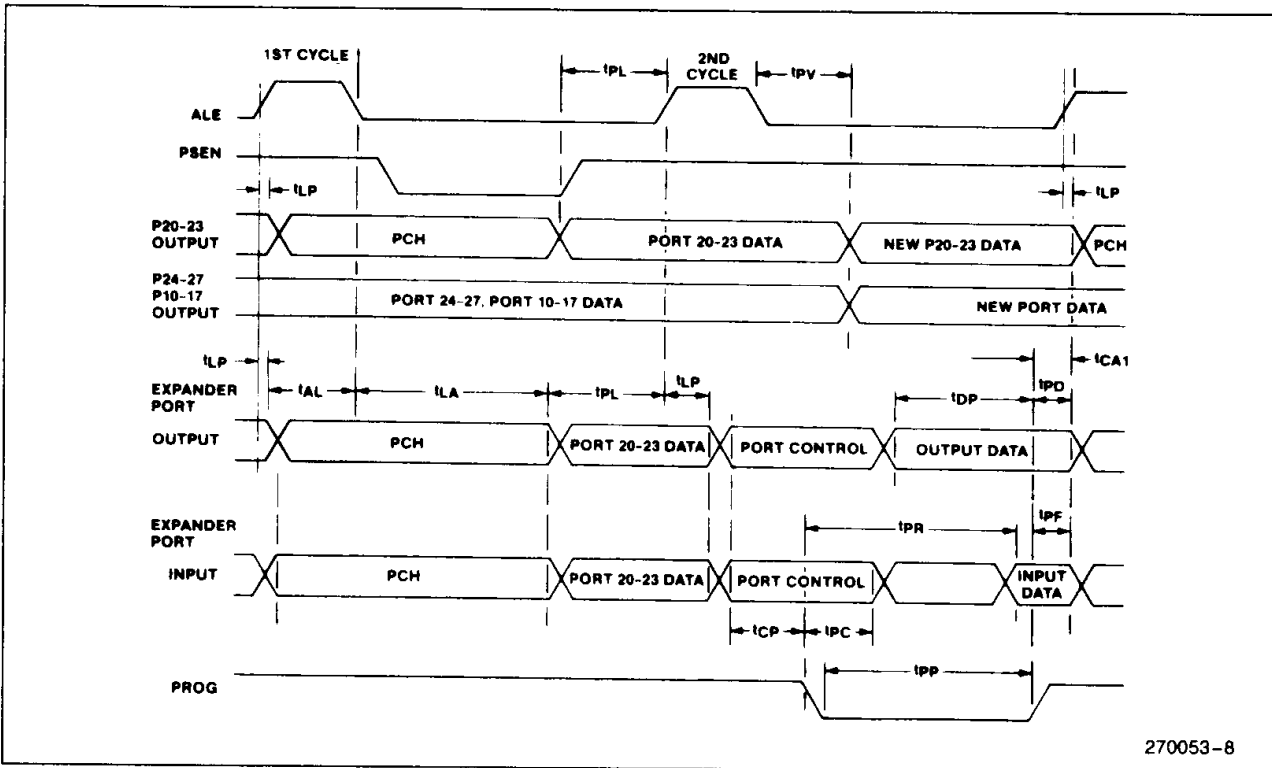 1ST CYCLE
2ND CYCLE
tPL
tPV
ALE
PSEN
tLP
tLP
P20-23 OUTPUT
PCH
PORT 20-23 DATA
NEW P20-23 DATA
PCH
P24-27
P10-17
OUTPUT
PORT 24-27, PORT 10-17 DATA
NEW PORT DATA
tLP
tCA1
EXPANDER PORT
tAL
tLA
tPL
tLP
tDP
tPD
OUTPUT
PCH
PORT 20-23 DATA
PORT CONTROL
OUTPUT DATA
EXPANDER PORT
tPR
tPF
INPUT
PCH
PORT 20-23 DATA
PORT CONTROL
INPUT DATA
tCP
tPC
PROG
tPP
270053-8